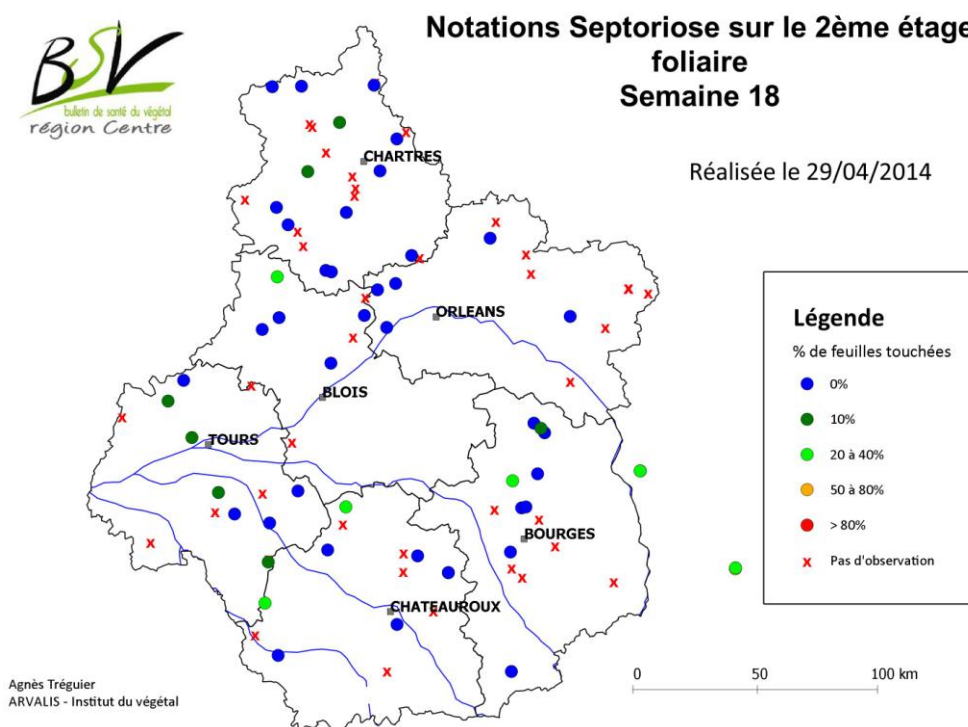 Notations Septoriose sur le 2ème étage
foliaire
Semaine 18
BSV
bulletin de santé du végétal
région Centre
Réalisée le 29/04/2014
CHARTRES
ORLEANS
BLOIS
TOURS
BOURGES
CHATEAUROUX
Légende
% de feuilles touchées
0%
10%
20 à 40%
50 à 80%
> 80%
x Pas d'observation
0 50 100 km
Agnès Tréguier
ARVALIS - Institut du végétal